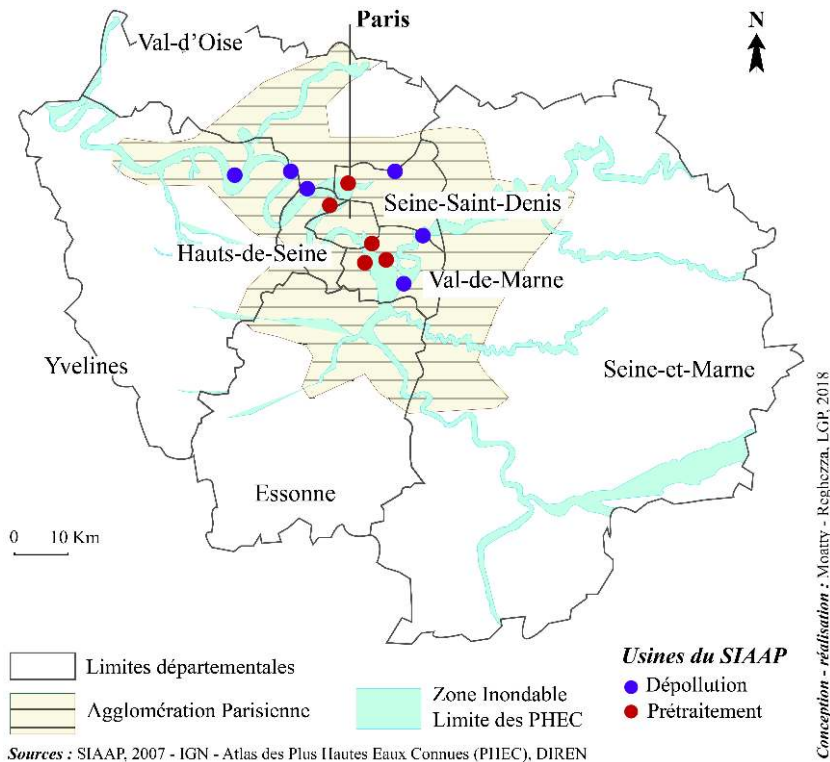 Paris
N
Val-d'Oise
Seine-Saint-Denis
Hauts-de-Seine
Val-de-Marne
Yvelines
Seine-et-Marne
Essonne
0 10 Km
Limites départementales
Agglomération Parisienne
Zone Inondable
Limite des PHEC
Usines du SIAAP
Dépollution
Prétraitement
Sources : SIAAP, 2007 - IGN - Atlas des Plus Hautes Eaux Connues (PHEC), DIREN
Conception - réalisation : Moatty - Reghezza, LGP, 2018